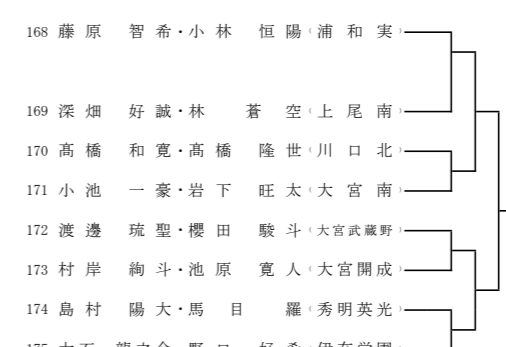 168 藤原 智希・小林 恒陽(浦和実)
169 深畑 好誠・林 蒼空(上尾南)
170 髙橋 和寛・髙橋 隆世(川口北)
171 小池 一豪・岩下 旺太(大宮南)
172 渡邊 琉聖・櫻田 駿斗(大宮武蔵野)
173 村岸 絢斗・池原 寛人(大宮開成)
174 島村 陽大・馬目 羅(秀明英光)